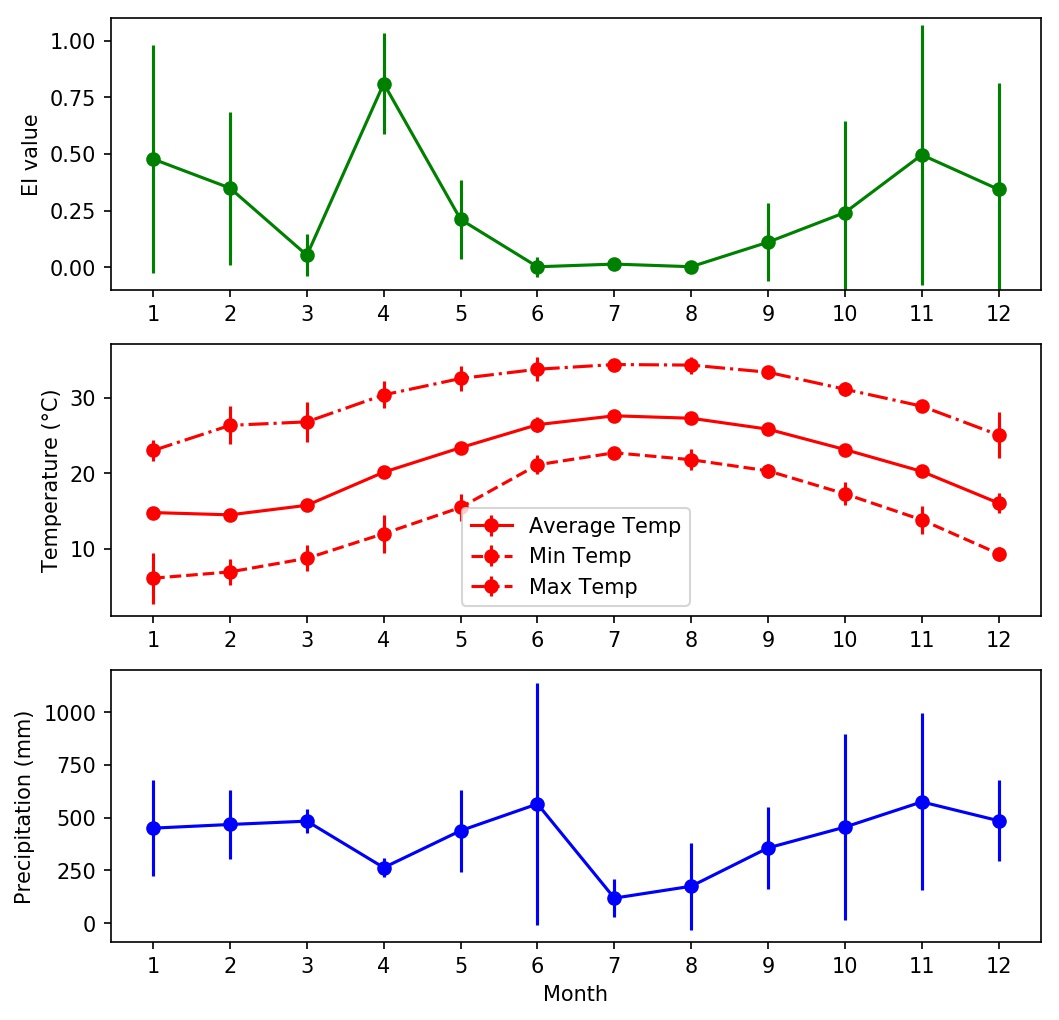 EI value
1.00
0.75
0.50
0.25
0.00
1 2 3 4 5 6 7 8 9 10 11 12
Temperature (°C)
30
20
10
Average Temp
Min Temp
Max Temp
1 2 3 4 5 6 7 8 9 10 11 12
Precipitation (mm)
1000
750
500
250
0
1 2 3 4 5 6 7 8 9 10 11 12
Month